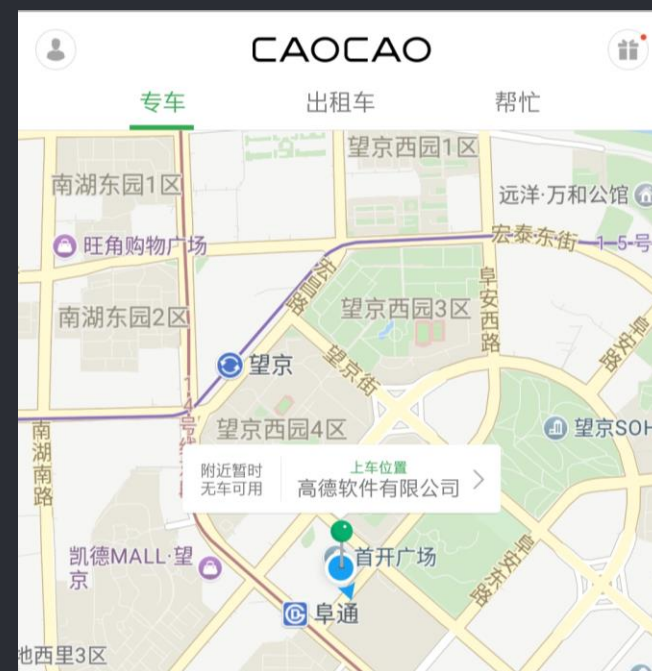 CAOCAO
专车
出租车
帮忙
望京西园1区
南湖东园1区
远洋·万和公馆
旺角购物广场
宏泰东街
1-5-号
宏昌路
阜安西路
南湖东园2区
望京西园3区
阜安路
望京
望京街
14号线
南湖南路
望京西园4区
望京SOH
附近暂时
无车可用
上车位置
高德软件有限公司
凯德MALL·望
京
首开广场
阜安东路
阜通
地西里3区